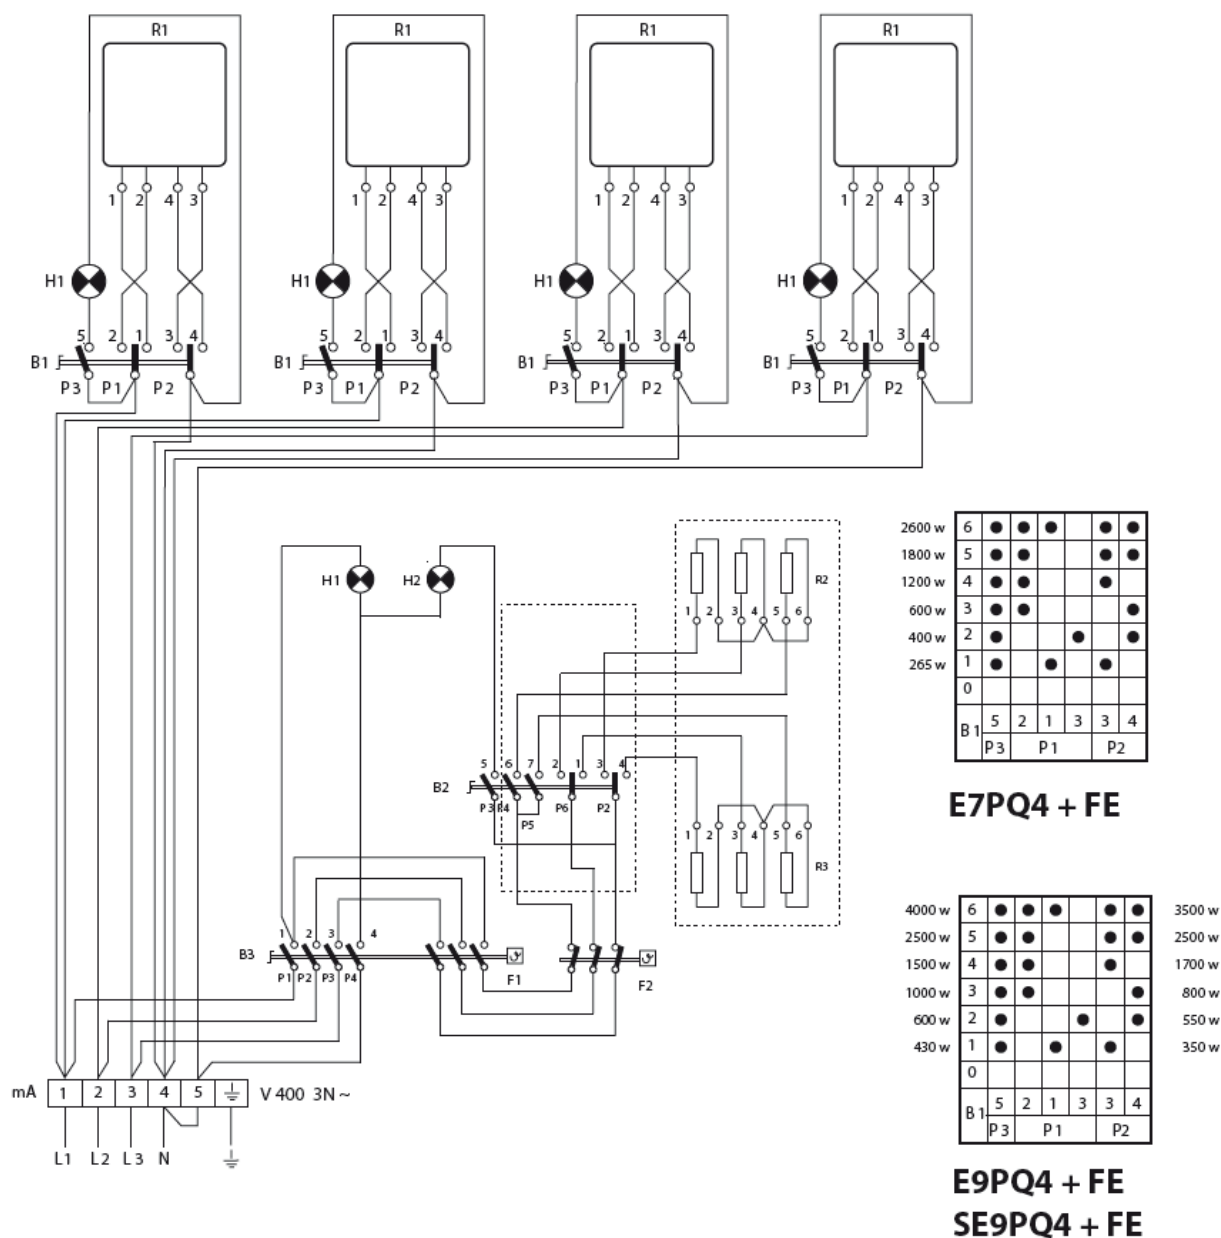 R1 R1 R1 R1
1 2 4 3 1 2 4 3 1 2 4 3 1 2 4 3
H1 H1 H1 H1
5 2 1 3 4 5 2 1 3 4 5 2 1 3 4 5 2 1 3 4
B1 B1 B1 B1
P3 P1 P2 P3 P1 P2 P3 P1 P2 P3 P1 P2
H1 H2
R2
1 2 3 4 5 6
5 6 7 2 1 3 4
B2
P3 P4 P6 P2
P5
1 2 3 4 5 6
R3
1 2 3 4
B3
P1 P2 P3 P4
F1
F2
mA 1 2 3 4 5 V 400 3N ~
L1 L2 L3 N
2600 w 6
1800 w 5
1200 w 4
600 w 3
400 w 2
265 w 1
0
B1 5 2 1 3 3 4
P3 P1 P2
E7PQ4 + FE
4000 w 6 3500 w
2500 w 5 2500 w
1500 w 4 1700 w
1000 w 3 800 w
600 w 2 550 w
430 w 1 350 w
0
B1 5 2 1 3 3 4
P3 P1 P2
E9PQ4 + FE
SE9PQ4 + FE